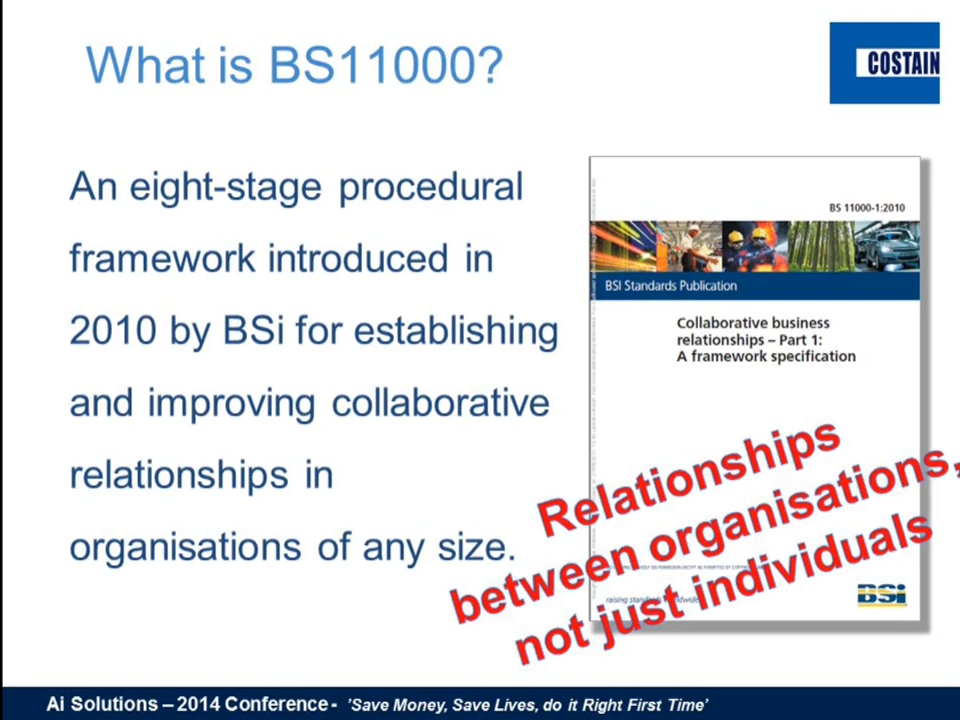 What is BS11000?
COSTAIN
An eight-stage procedural
framework introduced in
2010 by BSi for establishing
and improving collaborative
relationships in
organisations of any size.
BS 11000-1:2010
BSI Standards Publication
Collaborative business
relationships – Part 1:
A framework specification
Relationships
between organisations,
not just individuals
raising standards worldwide
BSi
Ai Solutions – 2014 Conference - 'Save Money, Save Lives, do it Right First Time'